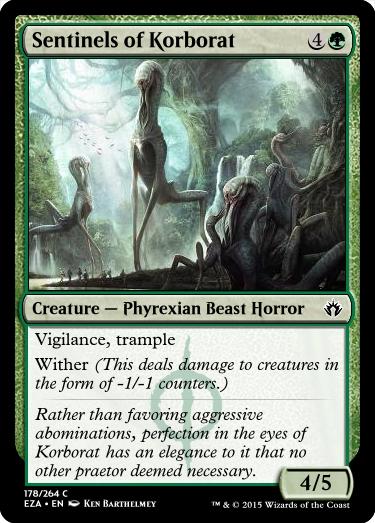 Sentinels of Korborat 4
Creature — Phyrexian Beast Horror
Vigilance, trample
Wither (This deals damage to creatures in
the form of -1/-1 counters.)
Rather than favoring aggressive
abominations, perfection in the eyes of
Korborat has an elegance to it that no
other praetor deemed necessary.
4/5
178/264 C
EZA • EN Ken Barthelmey
™ & © 2015 Wizards of the Coast